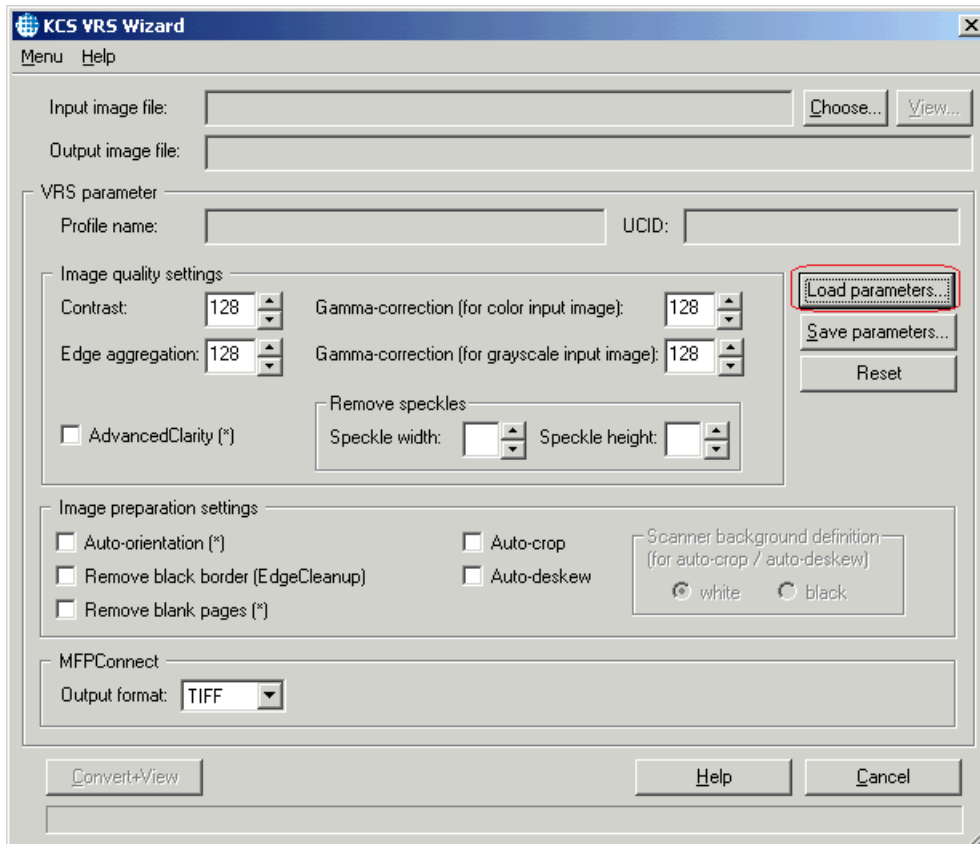 KCS VRS Wizard
Menu Help
Input image file: Choose... View...
Output image file:
VRS parameter
Profile name: UCID:
Image quality settings
Contrast: 128 Gamma-correction (for color input image): 128 Load parameters...
Edge aggregation: 128 Gamma-correction (for grayscale input image): 128 Save parameters...
Reset
Remove speckles
AdvancedClarity (*) Speckle width: Speckle height:
Image preparation settings
Auto-orientation (*) Auto-crop Scanner background definition
(for auto-crop / auto-deskew)
Remove black border (EdgeCleanup) Auto-deskew white black
Remove blank pages (*)
MFPConnect
Output format: TIFF
Convert+View Help Cancel